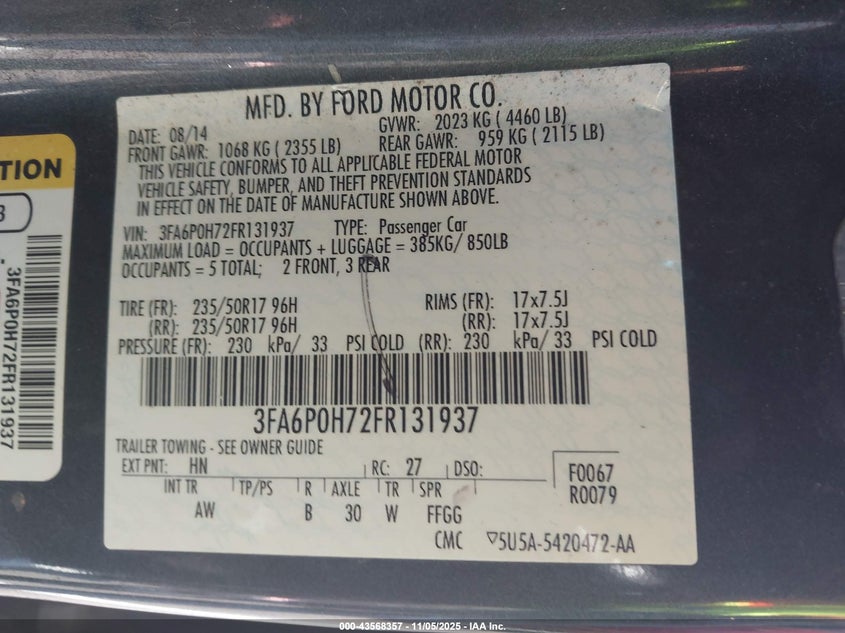 MFD. BY FORD MOTOR CO.
DATE: 08/14 GVWR: 2023 KG ( 4460 LB)
FRONT GAWR: 1068 KG ( 2355 LB) REAR GAWR: 959 KG ( 2115 LB)
THIS VEHICLE CONFORMS TO ALL APPLICABLE FEDERAL MOTOR
VEHICLE SAFETY, BUMPER, AND THEFT PREVENTION STANDARDS
IN EFFECT ON THE DATE OF MANUFACTURE SHOWN ABOVE.
VIN: 3FA6P0H72FR131937 TYPE: Passenger Car
MAXIMUM LOAD = OCCUPANTS + LUGGAGE = 385KG/ 850LB
OCCUPANTS = 5 TOTAL; 2 FRONT, 3 REAR
TIRE (FR): 235/50R17 96H RIMS (FR): 17x7.5J
(RR): 235/50R17 96H (RR): 17x7.5J
PRESSURE (FR): 230 kPa/ 33 PSI COLD (RR): 230 kPa/ 33 PSI COLD
3FA6P0H72FR131937
TRAILER TOWING - SEE OWNER GUIDE
EXT PNT: HN RC: 27 DSO: F0067
INT TR TP/PS R AXLE TR SPR R0079
AW B 30 W FFGG
CMC ▽5U5A-5420472-AA
TION
3
3FA6P0H72FR131937
000-43568357 - 11/05/2025 - IAA Inc.